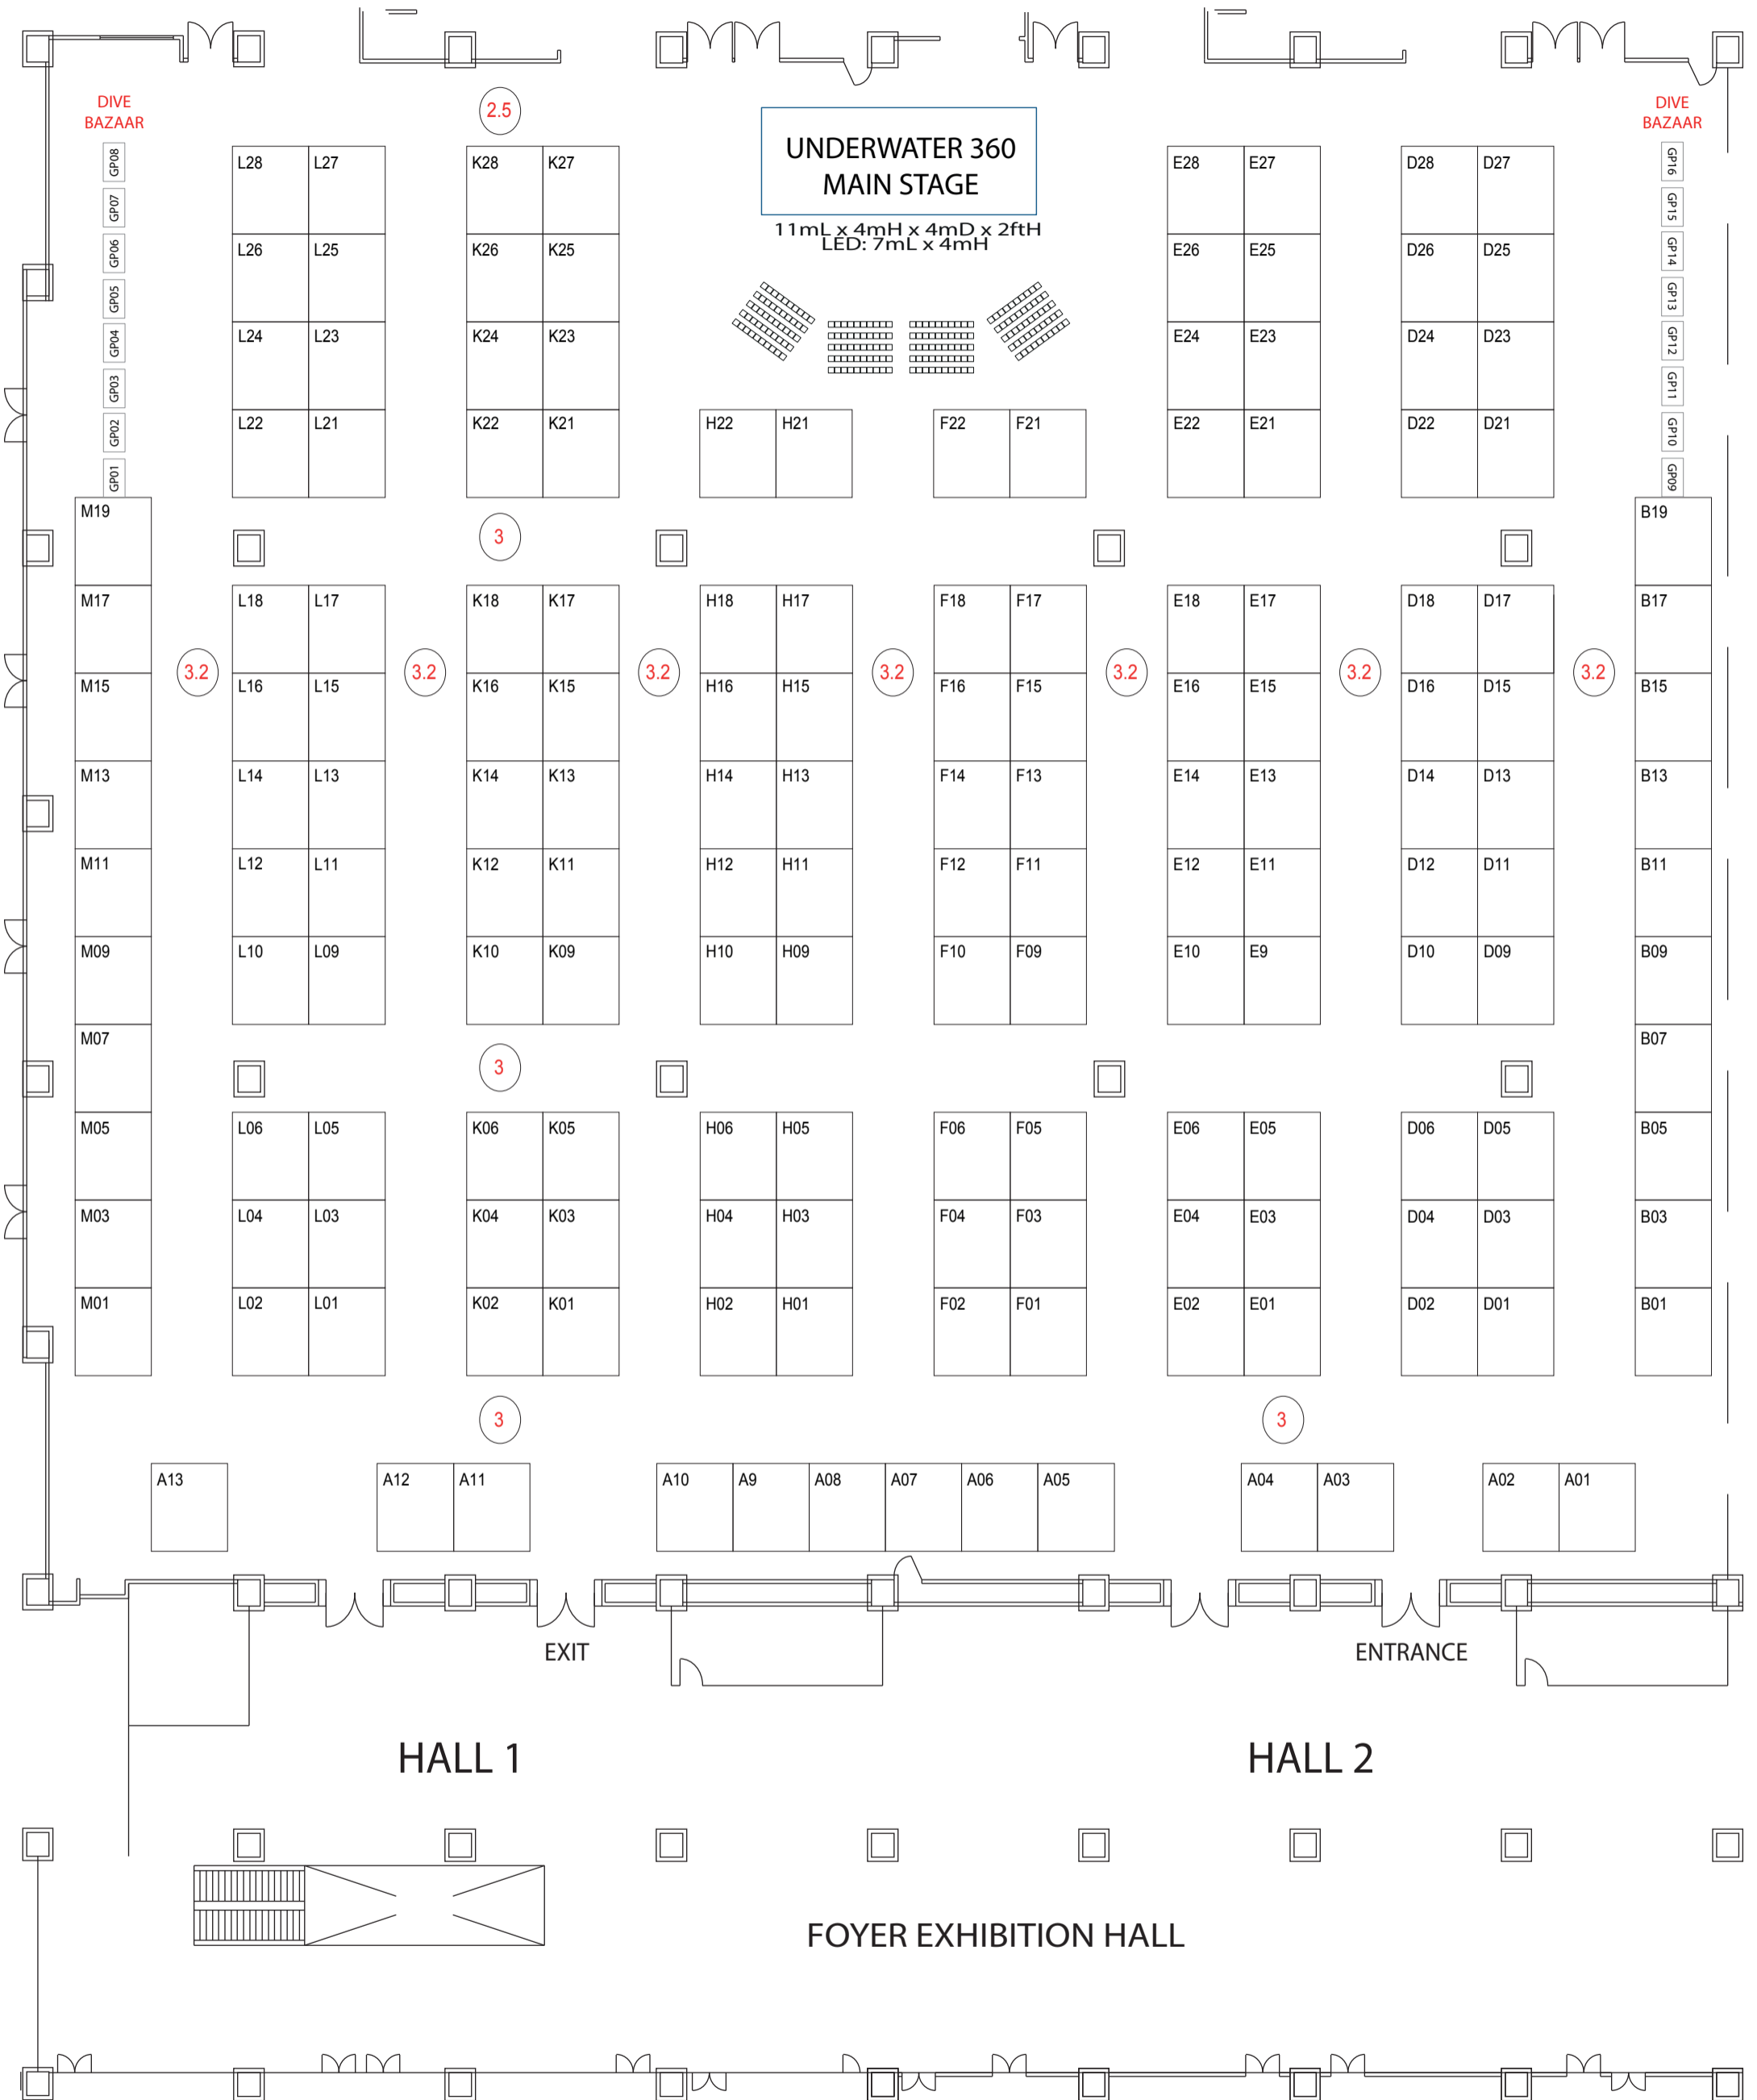 DIVE
BAZAAR
2.5
DIVE
BAZAAR
UNDERWATER 360
MAIN STAGE
11mL x 4mH x 4mD x 2ftH
LED: 7mL x 4mH
GP08
GP07
GP06
GP05
GP04
GP03
GP02
GP01
GP16
GP15
GP14
GP13
GP12
GP11
GP10
GP09
L28 L27 K28 K27 E28 E27 D28 D27
L26 L25 K26 K25 E26 E25 D26 D25
L24 L23 K24 K23 E24 E23 D24 D23
L22 L21 K22 K21 H22 H21 F22 F21 E22 E21 D22 D21
M19 B19
3
M17 L18 L17 K18 K17 H18 H17 F18 F17 E18 E17 D18 D17 B17
3.2 3.2 3.2 3.2 3.2 3.2 3.2
M15 L16 L15 K16 K15 H16 H15 F16 F15 E16 E15 D16 D15 B15
M13 L14 L13 K14 K13 H14 H13 F14 F13 E14 E13 D14 D13 B13
M11 L12 L11 K12 K11 H12 H11 F12 F11 E12 E11 D12 D11 B11
M09 L10 L09 K10 K09 H10 H09 F10 F09 E10 E9 D10 D09 B09
M07 B07
3
M05 L06 L05 K06 K05 H06 H05 F06 F05 E06 E05 D06 D05 B05
M03 L04 L03 K04 K03 H04 H03 F04 F03 E04 E03 D04 D03 B03
M01 L02 L01 K02 K01 H02 H01 F02 F01 E02 E01 D02 D01 B01
3 3
A13 A12 A11 A10 A9 A08 A07 A06 A05 A04 A03 A02 A01
EXIT ENTRANCE
HALL 1 HALL 2
FOYER EXHIBITION HALL